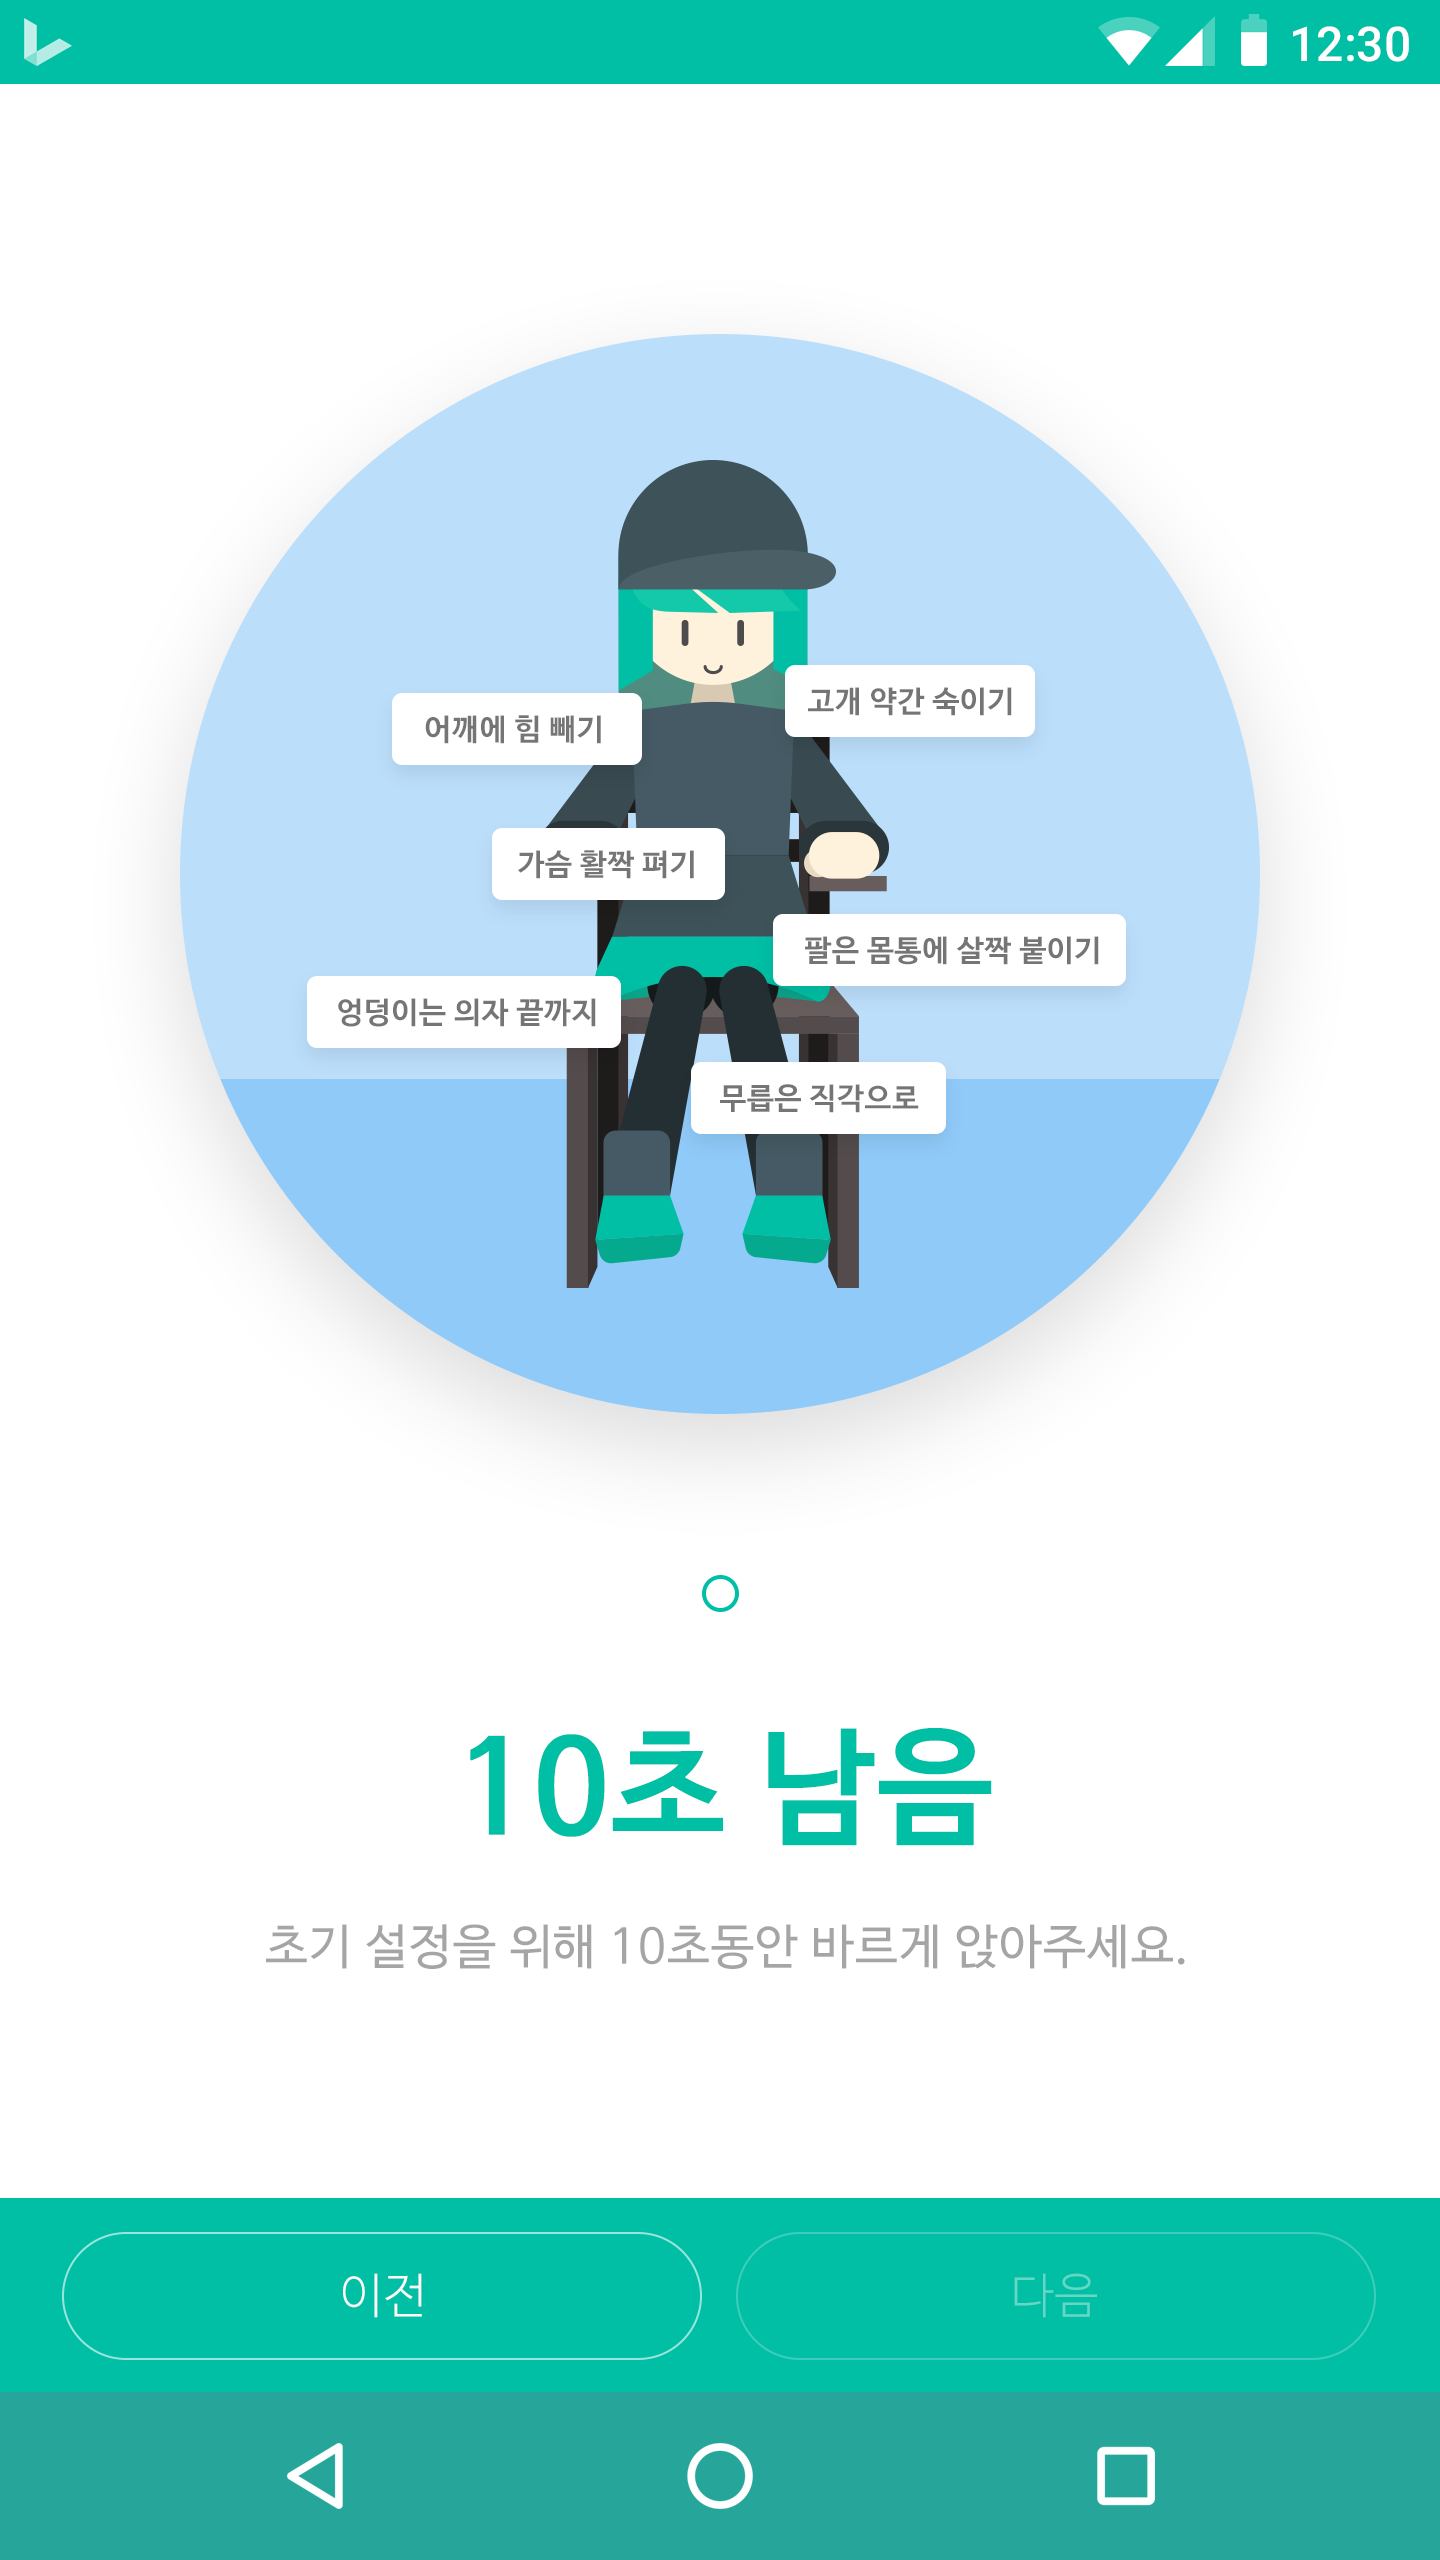 12:30
고개 약간 숙이기
어깨에 힘 빼기
가슴 활짝 펴기
팔은 몸통에 살짝 붙이기
엉덩이는 의자 끝까지
무릅은 직각으로
10초 남음
초기 설정을 위해 10초동안 바르게 앉아주세요.
이전
다음